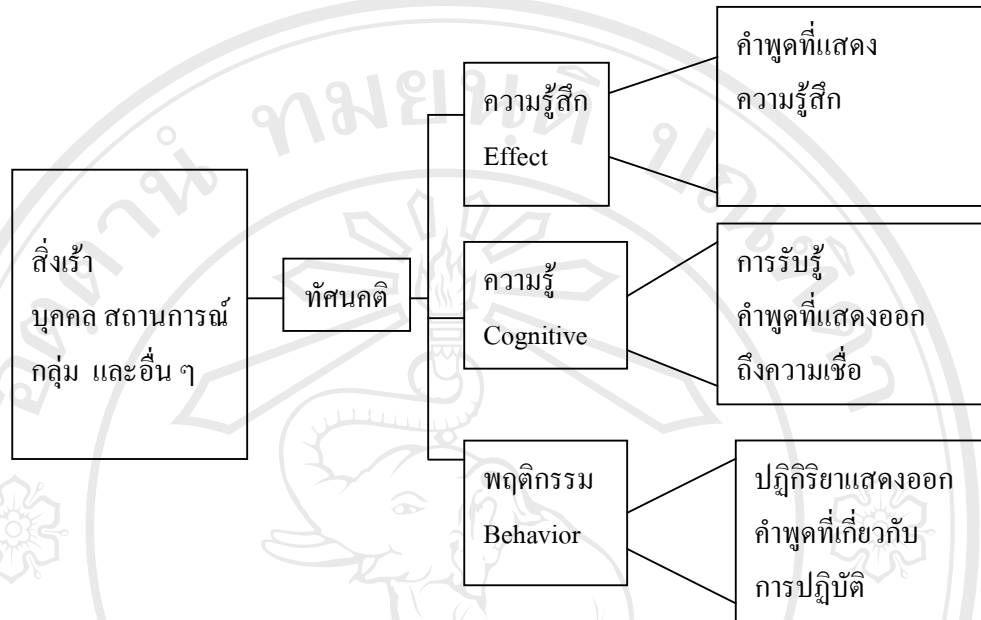 สิ่งเร้า
บุคคล สถานการณ์
กลุ่ม และอื่น ๆ
ทัศนคติ
ความรู้สึก
Effect
คำพูดที่แสดง
ความรู้สึก
ความรู้
Cognitive
การรับรู้
คำพูดที่แสดงออก
ถึงความเชื่อ
พฤติกรรม
Behavior
ปฏิกิริยาแสดงออก
คำพูดที่เกี่ยวกับ
การปฏิบัติ